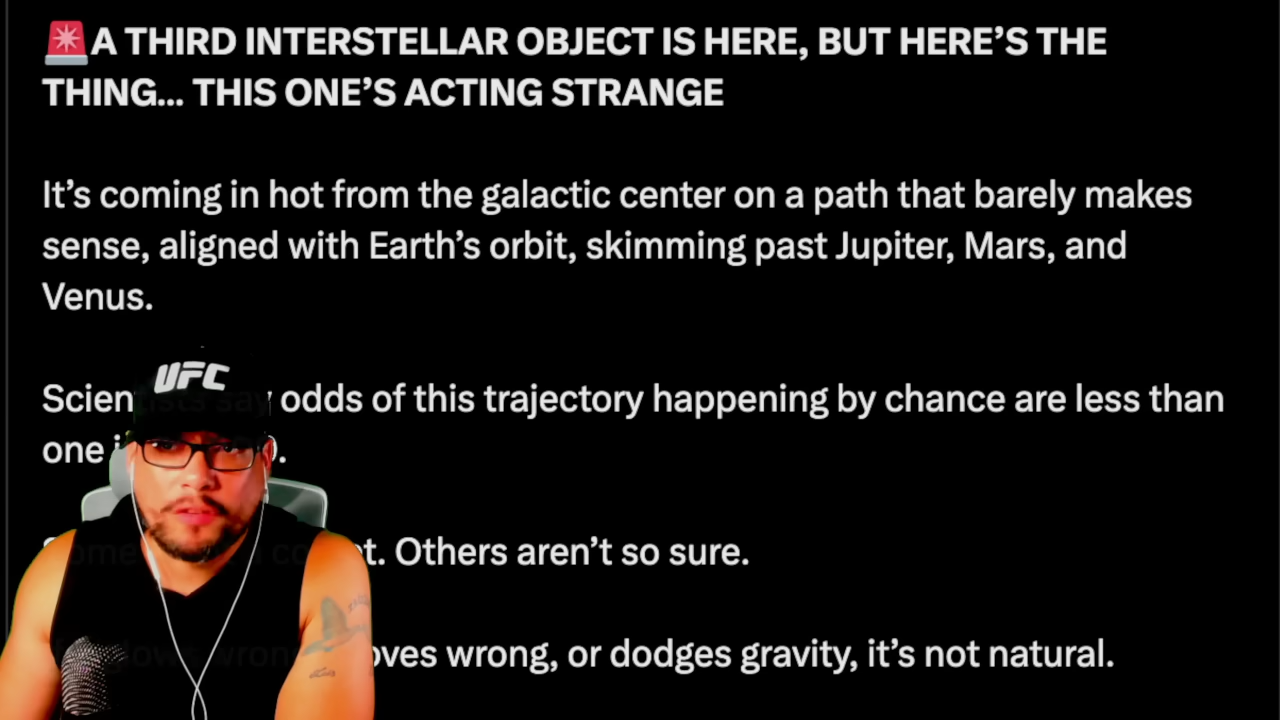 🚨A THIRD INTERSTELLAR OBJECT IS HERE, BUT HERE’S THE
THING... THIS ONE’S ACTING STRANGE
It’s coming in hot from the galactic center on a path that barely makes
sense, aligned with Earth’s orbit, skimming past Jupiter, Mars, and
Venus.
UFC
Scientists say odds of this trajectory happening by chance are less than
one
Others aren’t so sure.
wrong, or dodges gravity, it’s not natural.